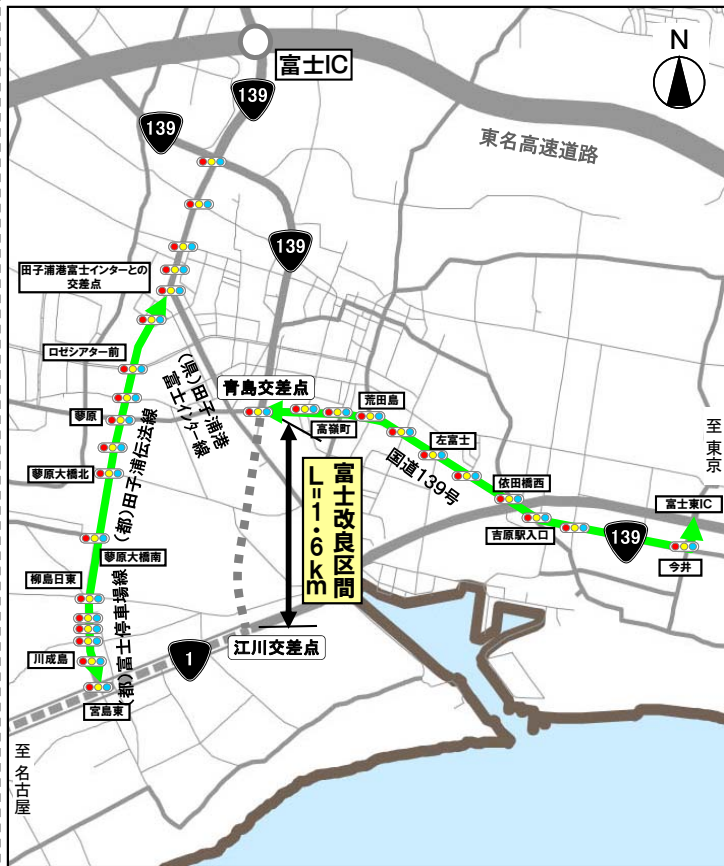 富士IC
N
139
139
東名高速道路
139
田子浦港富士インターとの
交差点
ロゼシアター前
(県)田子浦港
富士インター線
青島交差点
荒田島
高嶺町
蓼原
左富士
至 東京
国道139号
蓼原大橋北
(都)田子浦伝法線
依田橋西
富士東IC
吉原駅入口
139
今井
富士改良区間
L=1.6km
蓼原大橋南
柳島日東
(都)富士停車場線
江川交差点
川成島
1
宮島東
至 名古屋